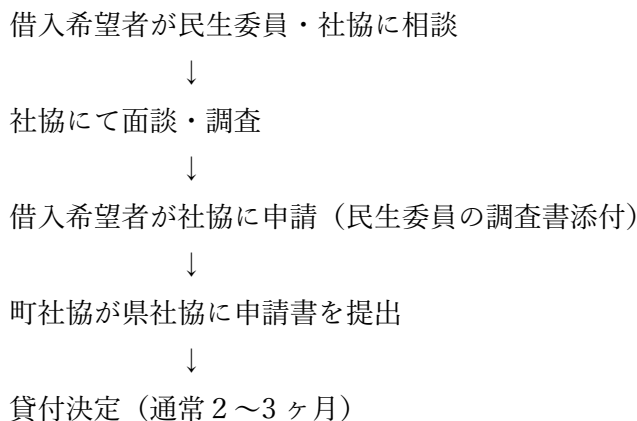 借入希望者が民生委員・社協に相談
↓
社協にて面談・調査
↓
借入希望者が社協に申請（民生委員の調査書添付）
↓
町社協が県社協に申請書を提出
↓
貸付決定（通常２～3 ヶ月）